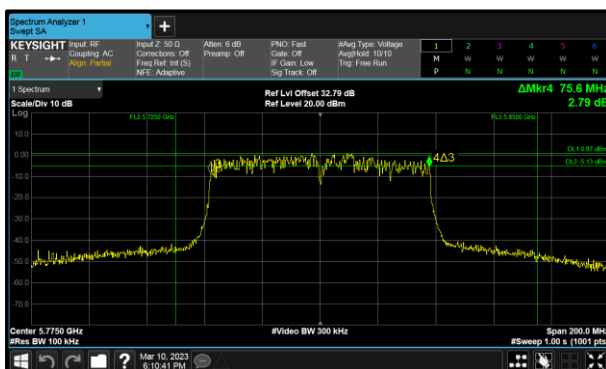 Spectrum Analyzer 1
Swept SA
KEYSIGHT
R T
Input: RF
Coupling: AC
Align: Partial
Input Z: 50 Ω
Corrections: Off
Freq Ref: Int (S)
NFE: Adaptive
Atten: 6 dB
Preamp: Off
PNO: Fast
Gate: Off
IF Gain: Low
Sig Track: Off
#Avg Type: Voltage
Avg|Hold: 10/10
Trig: Free Run
1 2 3 4 5 6
M W W W W W
P N N N N N
1 Spectrum
Scale/Div 10 dB
Ref Lvl Offset 32.79 dB
Ref Level 20.00 dBm
ΔMkr4 75.6 MHz
2.79 dB
Log
FL2 5.7250 GHz
FL3 5.8500 GHz
10.0
0.00
DL1 0.87 dBm
-10.0
DL2 -5.13 dBm
-20.0
-30.0
-40.0
-50.0
-60.0
-70.0
4Δ3
Center 5.7750 GHz
#Res BW 100 kHz
#Video BW 300 kHz
Span 200.0 MHz
#Sweep 1.00 s (1001 pts)
?
Mar 10, 2023
6:10:41 PM